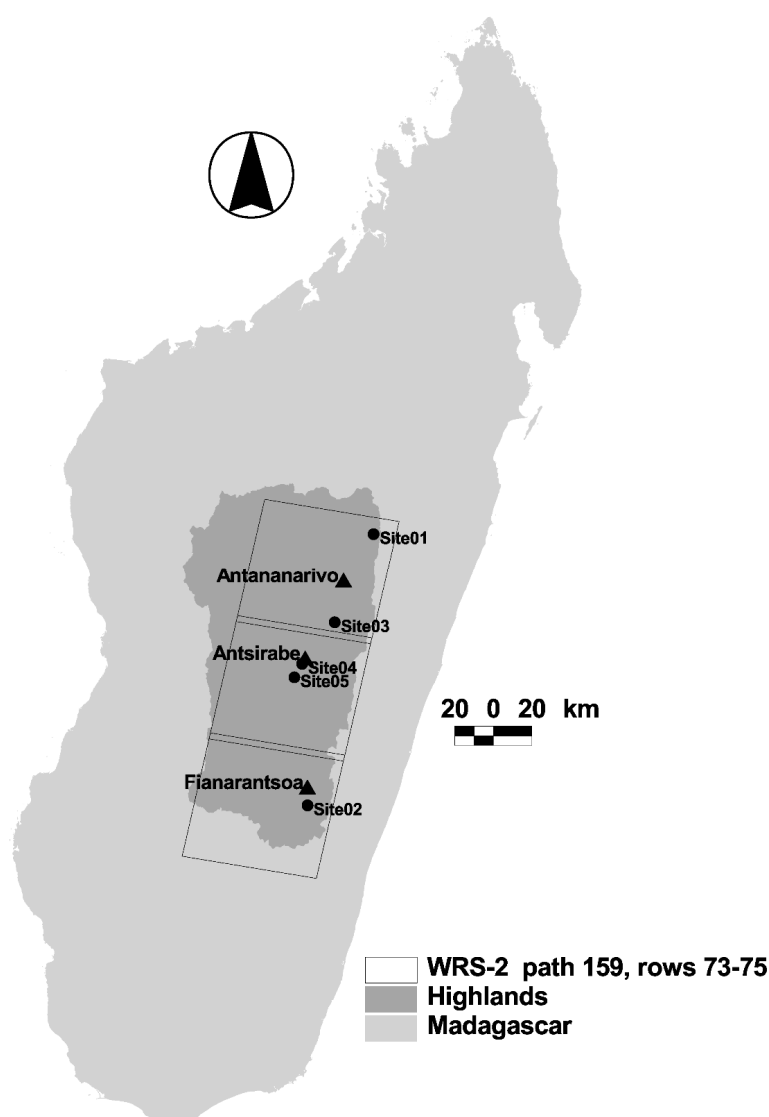 Site01
Antananarivo
Site03
Antsirabe
Site04
Site05
20 0 20 km
Fianarantsoa
Site02
WRS-2 path 159, rows 73-75
Highlands
Madagascar